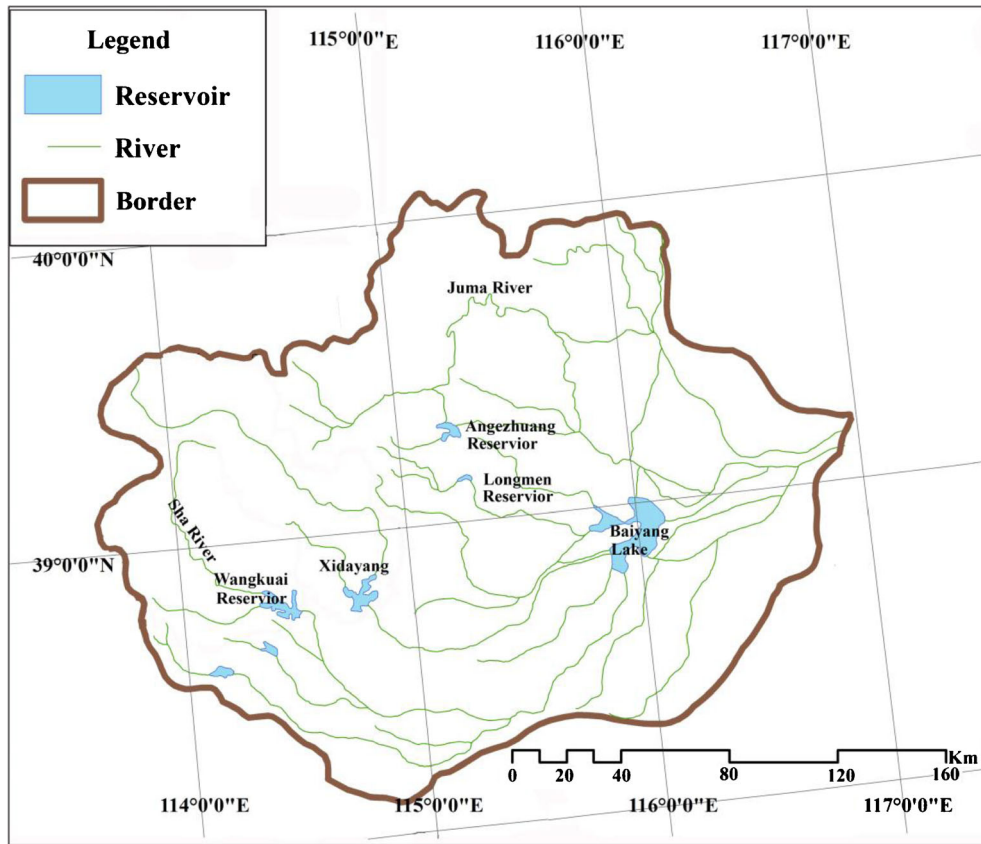 Legend
Reservoir
River
Border
115°0'0"E
116°0'0"E
117°0'0"E
40°0'0"N
Juma River
Angezhuang
Reservior
Longmen
Reservior
Sha River
Baiyang
Lake
39°0'0"N
Xidayang
Wangkuai
Reservior
Km
0
20
40
80
120
160
114°0'0"E
115°0'0"E
116°0'0"E
117°0'0"E